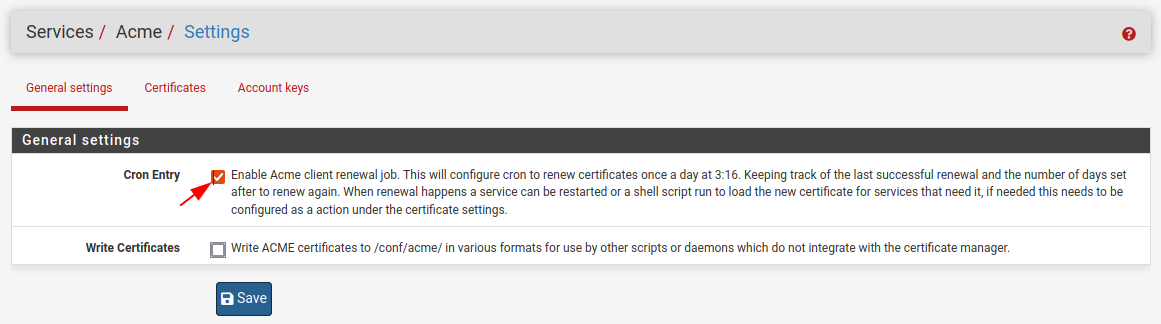 Services / Acme / Settings
General settings Certificates Account keys
General settings
Cron Entry Enable Acme client renewal job. This will configure cron to renew certificates once a day at 3:16. Keeping track of the last successful renewal and the number of days set
after to renew again. When renewal happens a service can be restarted or a shell script run to load the new certificate for services that need it, if needed this needs to be
configured as a action under the certificate settings.
Write Certificates Write ACME certificates to /conf/acme/ in various formats for use by other scripts or daemons which do not integrate with the certificate manager.
Save